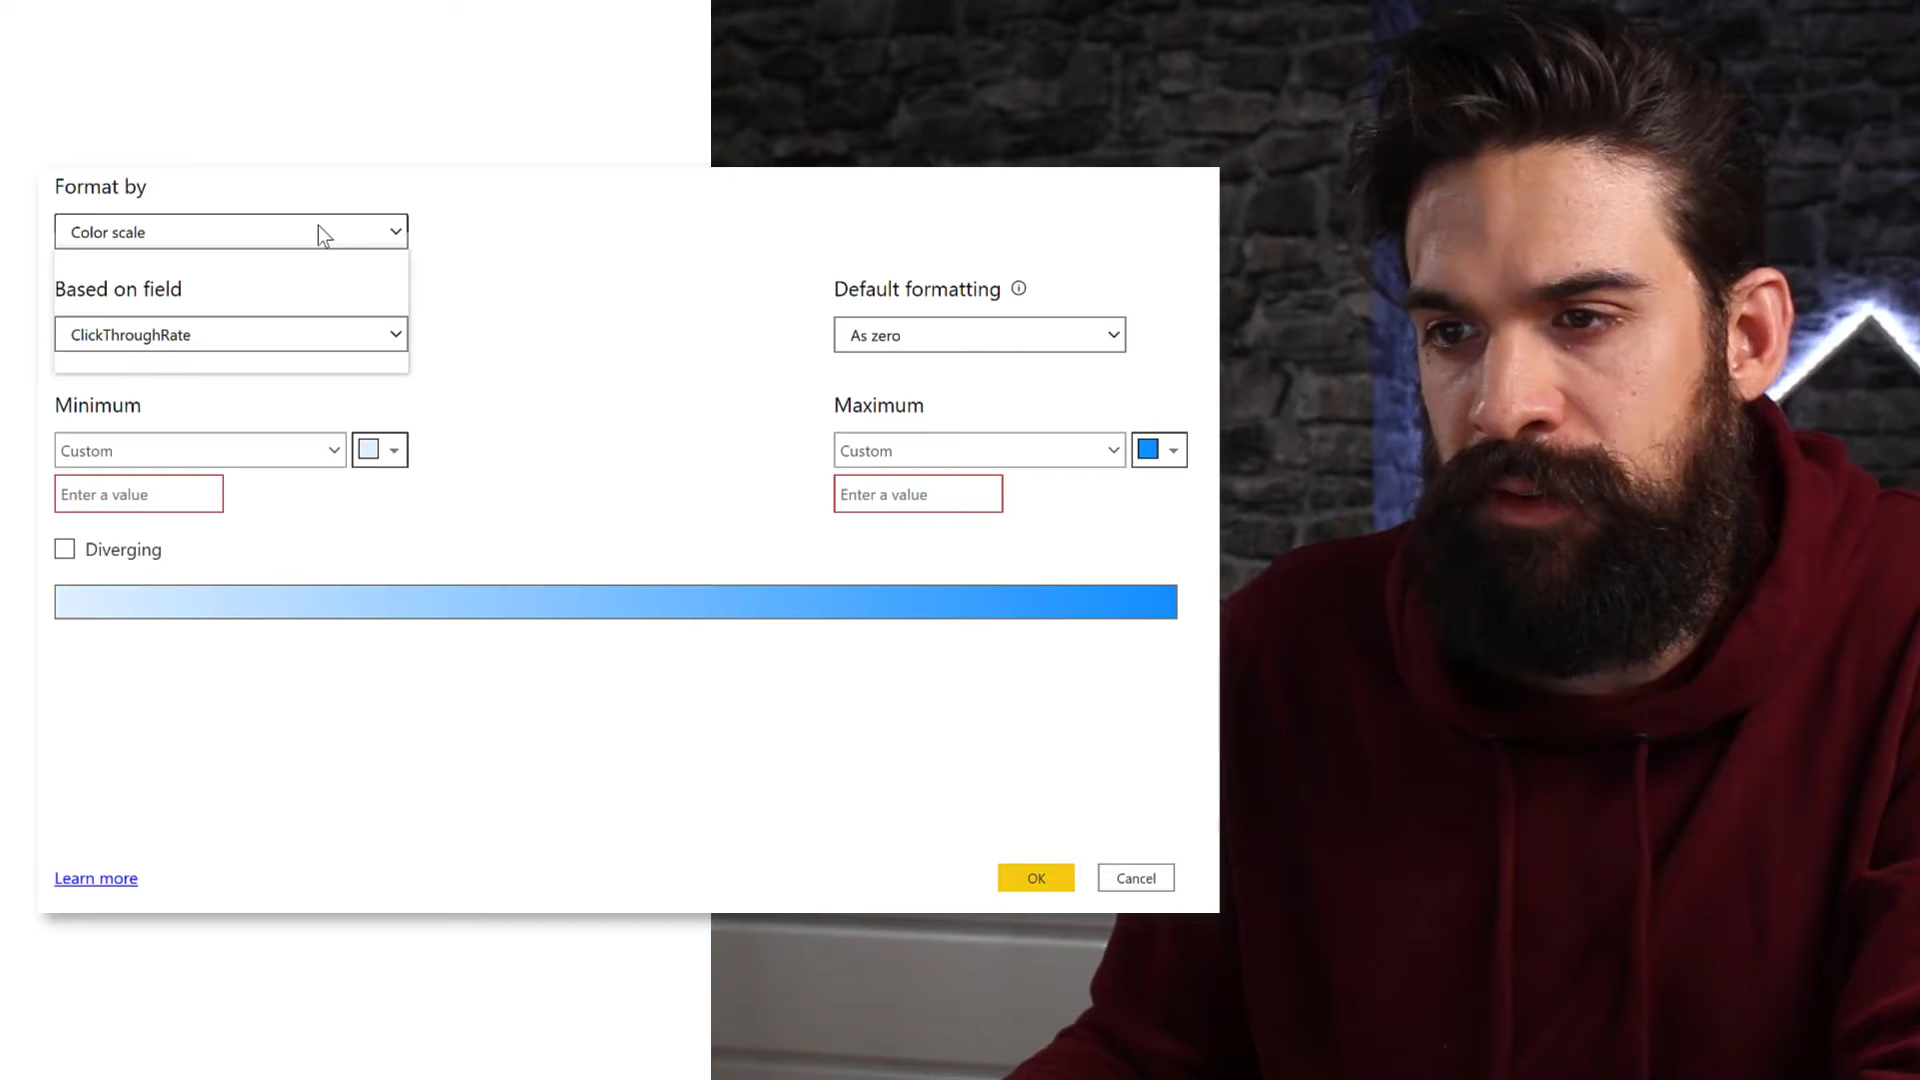 Format by
Color scale
Based on field
Default formatting
ClickThroughRate
As zero
Minimum
Maximum
Custom
Custom
Enter a value
Enter a value
Diverging
Learn more
OK
Cancel